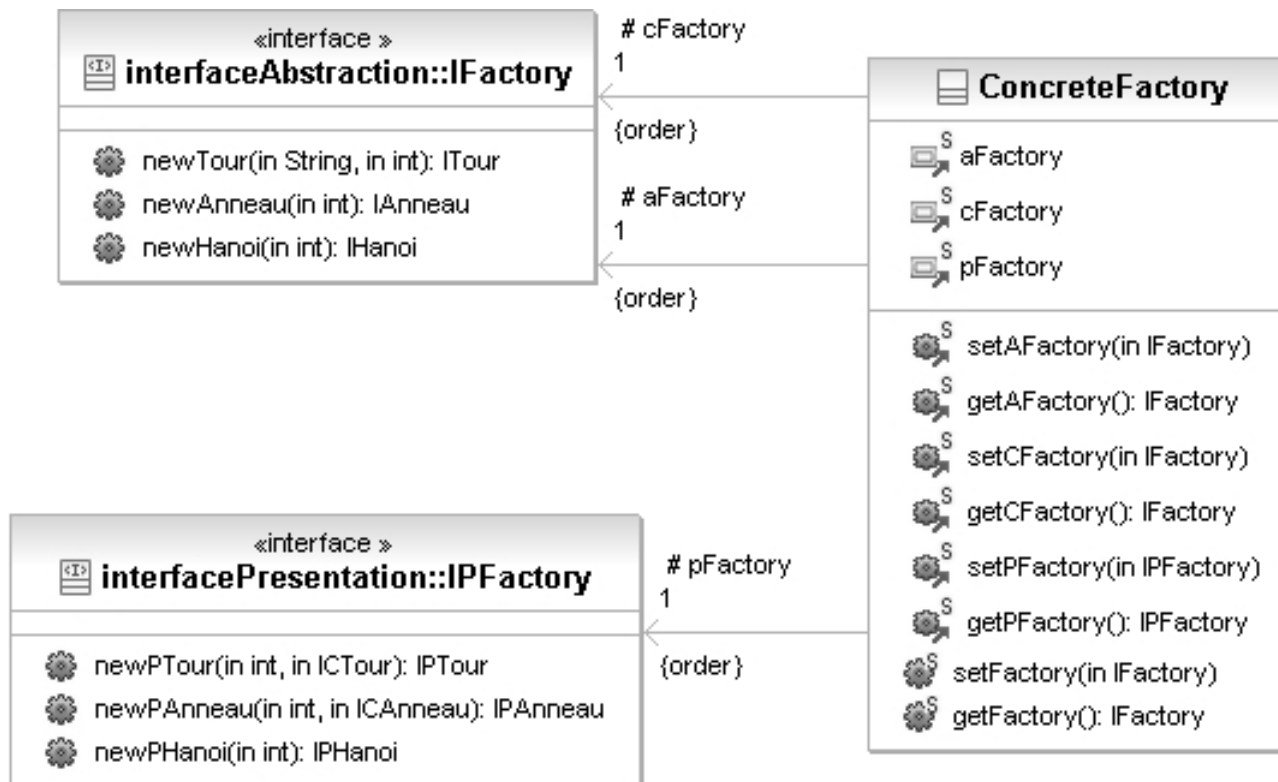 «interface »
interfaceAbstraction::IFactory
newTour(in String, in int): ITour
newAnneau(in int): IAnneau
newHanoi(in int): IHanoi
# cFactory
1
{order}
# aFactory
1
{order}
ConcreteFactory
S aFactory
S cFactory
S pFactory
S setAFactory(in IFactory)
S getAFactory(): IFactory
S setCFactory(in IFactory)
S getCFactory(): IFactory
S setPFactory(in IPFactory)
S getPFactory(): IPFactory
S setFactory(in IFactory)
S getFactory(): IFactory
«interface »
interfacePresentation::IPFactory
newPTour(in int, in ICTour): IPTour
newPAnneau(in int, in ICAnneau): IPAnneau
newPHanoi(in int): IPHanoi
# pFactory
1
{order}